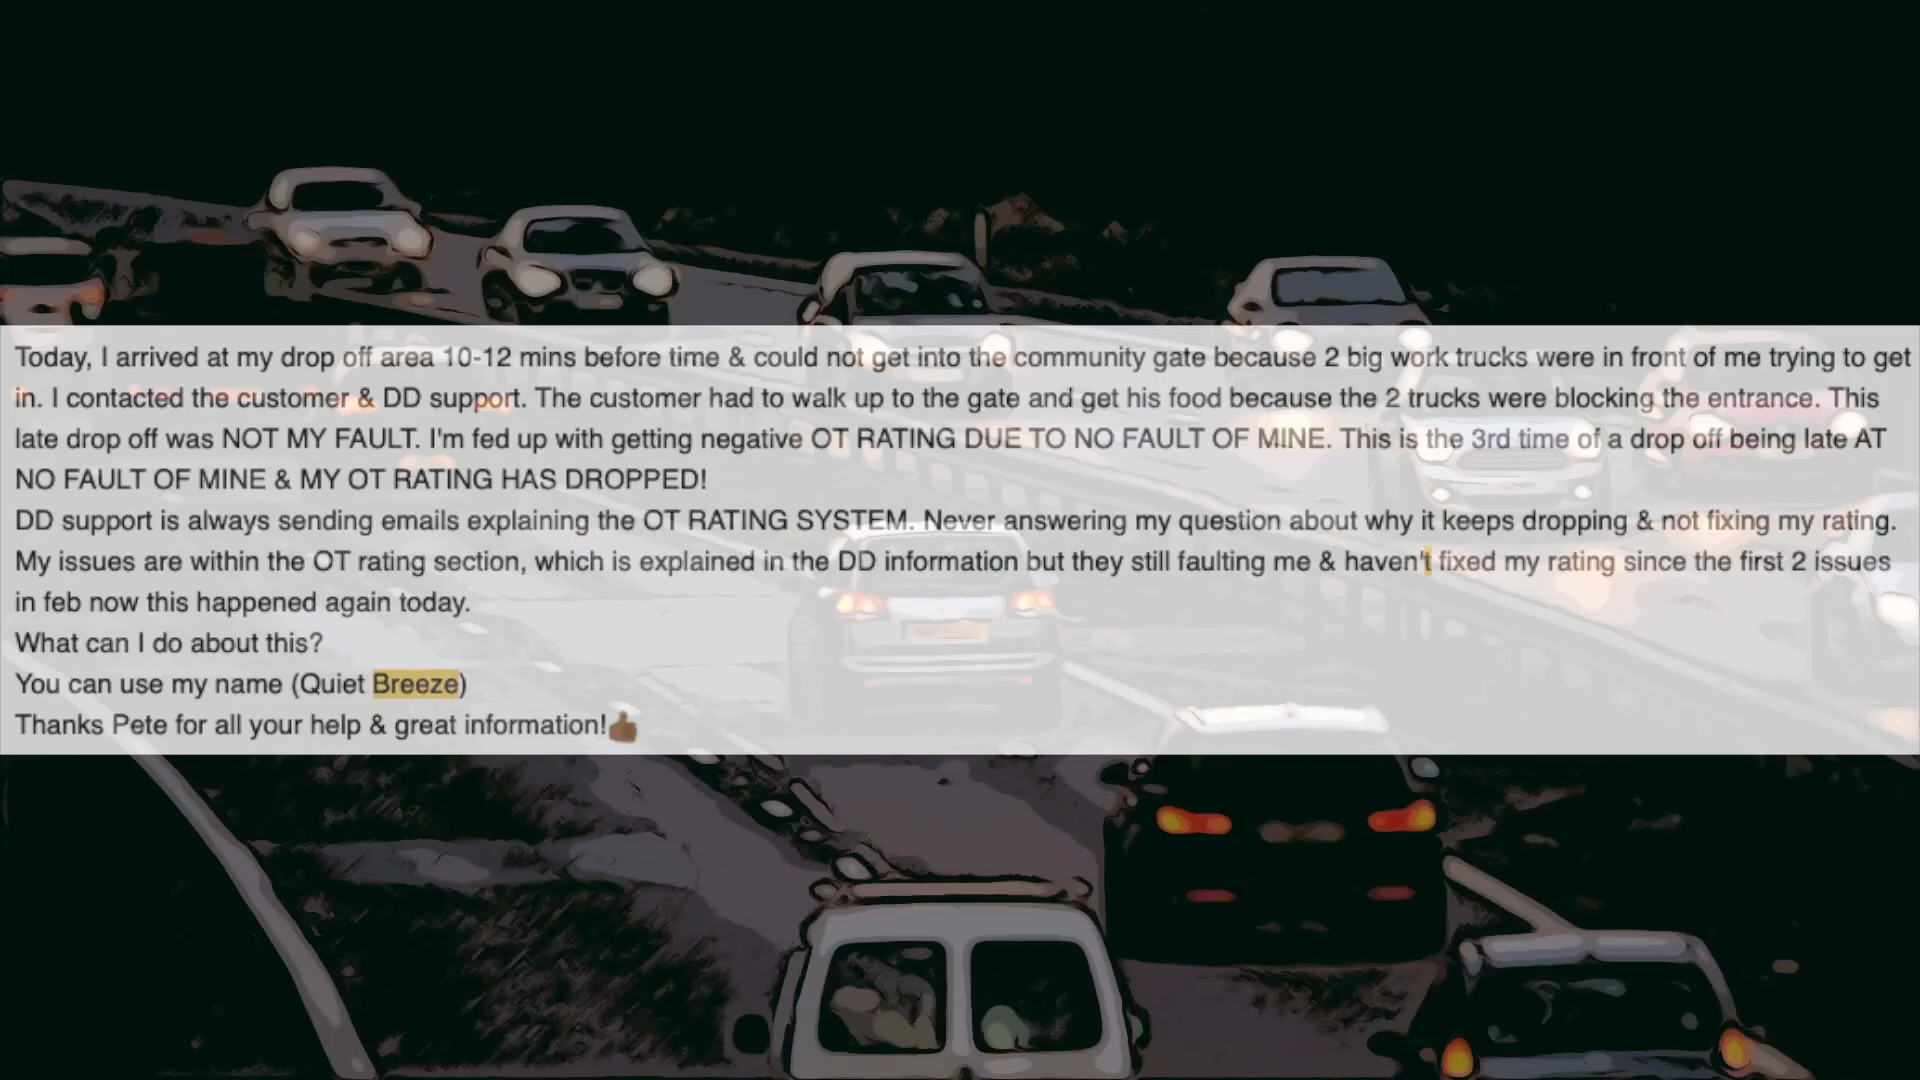 Today, I arrived at my drop off area 10-12 mins before time & could not get into the community gate because 2 big work trucks were in front of me trying to get
in. I contacted the customer & DD support. The customer had to walk up to the gate and get his food because the 2 trucks were blocking the entrance. This
late drop off was NOT MY FAULT. I'm fed up with getting negative OT RATING DUE TO NO FAULT OF MINE. This is the 3rd time of a drop off being late AT
NO FAULT OF MINE & MY OT RATING HAS DROPPED!
DD support is always sending emails explaining the OT RATING SYSTEM. Never answering my question about why it keeps dropping & not fixing my rating.
My issues are within the OT rating section, which is explained in the DD information but they still faulting me & haven't fixed my rating since the first 2 issues
in feb now this happened again today.
What can I do about this?
You can use my name (Quiet Breeze)
Thanks Pete for all your help & great information!👍🏾